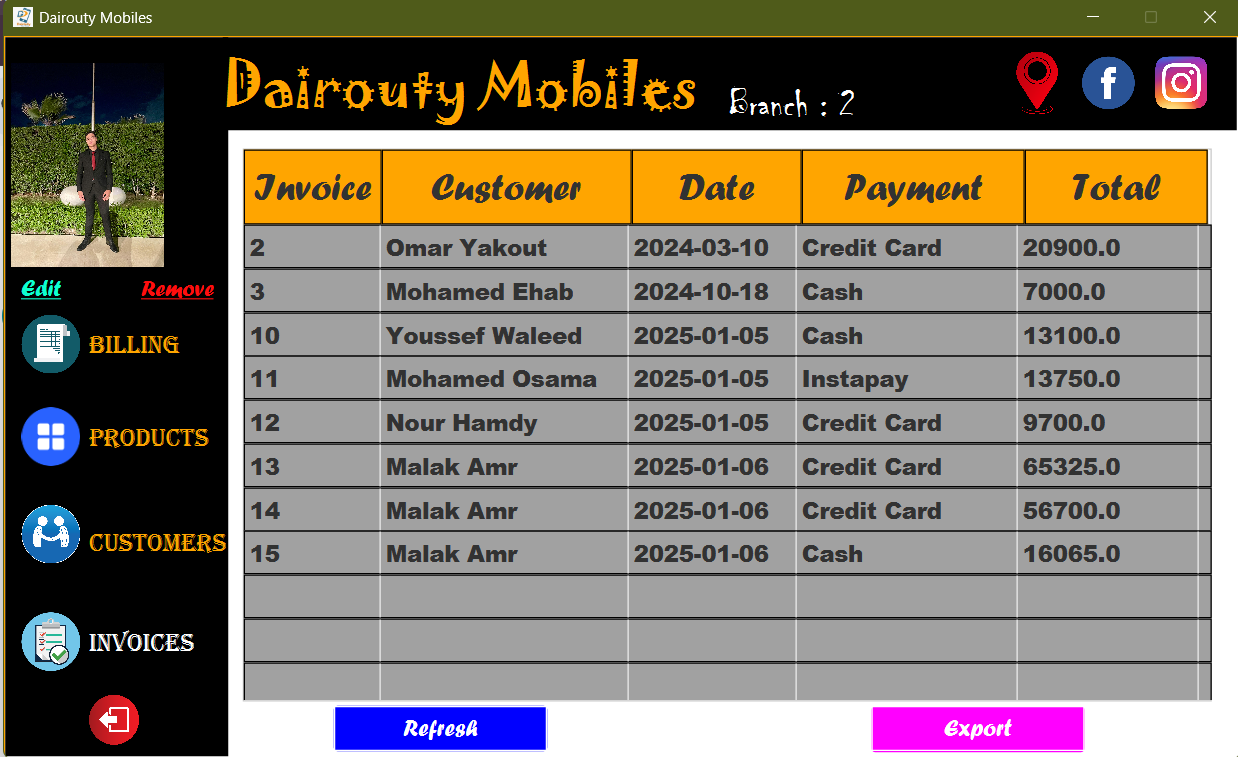 Dairouty Mobiles
Dairouty Mobiles Branch : 2
Edit Remove
BILLING
PRODUCTS
CUSTOMERS
INVOICES
Invoice Customer Date Payment Total
2 Omar Yakout 2024-03-10 Credit Card 20900.0
3 Mohamed Ehab 2024-10-18 Cash 7000.0
10 Youssef Waleed 2025-01-05 Cash 13100.0
11 Mohamed Osama 2025-01-05 Instapay 13750.0
12 Nour Hamdy 2025-01-05 Credit Card 9700.0
13 Malak Amr 2025-01-06 Credit Card 65325.0
14 Malak Amr 2025-01-06 Credit Card 56700.0
15 Malak Amr 2025-01-06 Cash 16065.0
Refresh Export